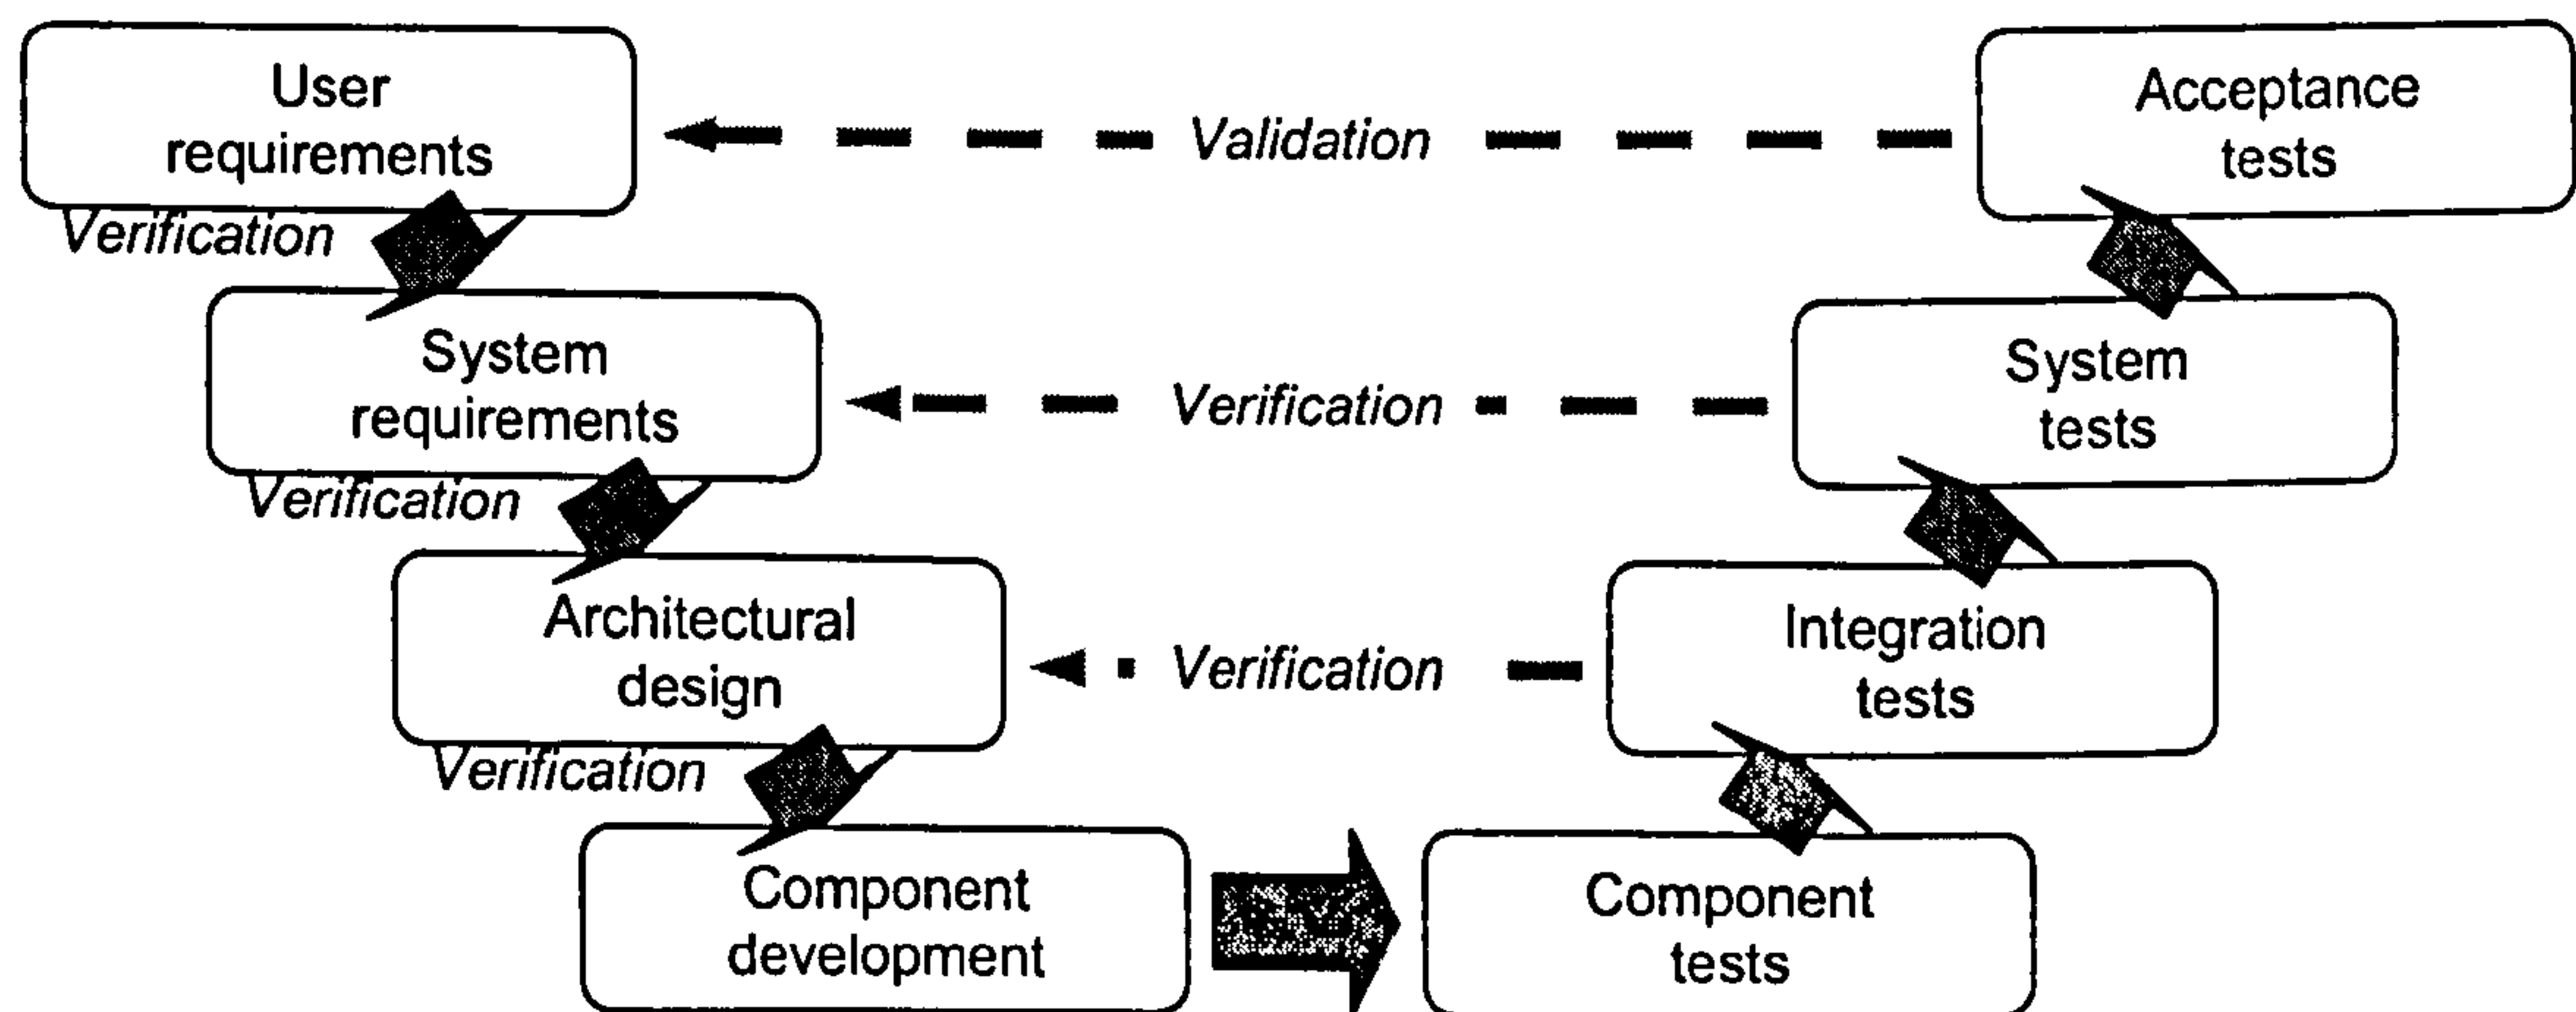 User
requirements
Validation
Acceptance
tests
Verification
System
requirements
Verification
System
tests
Verification
Architectural
design
Verification
Integration
tests
Verification
Component
development
Component
tests